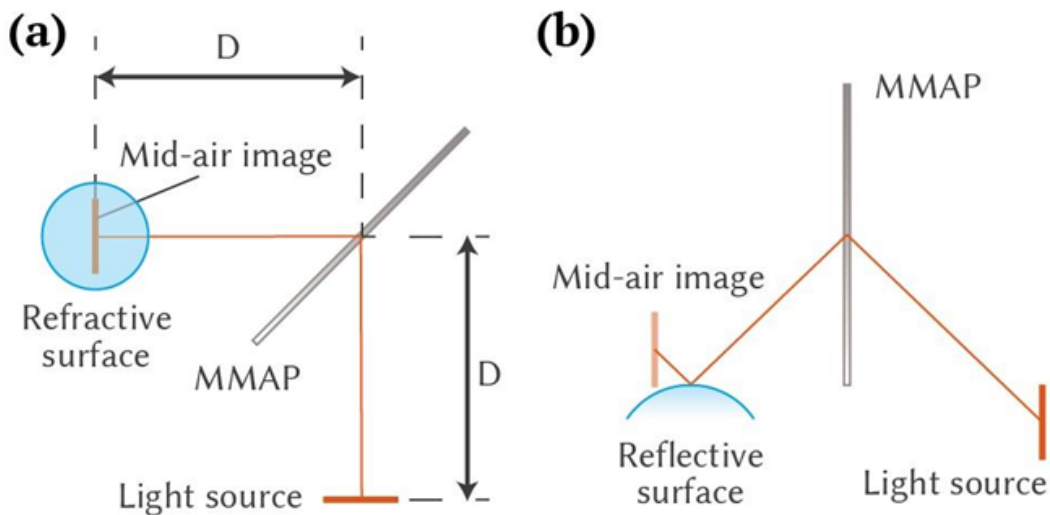 (a)
D
Mid-air image
Refractive
surface
MMAP
D
Light source
(b)
MMAP
Mid-air image
Reflective
surface
Light source